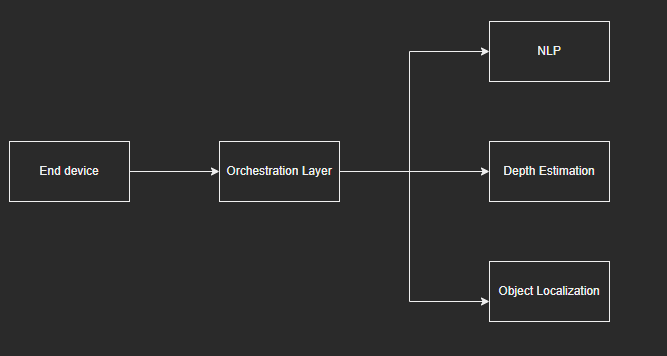 NLP
End device
Orchestration Layer
Depth Estimation
Object Localization